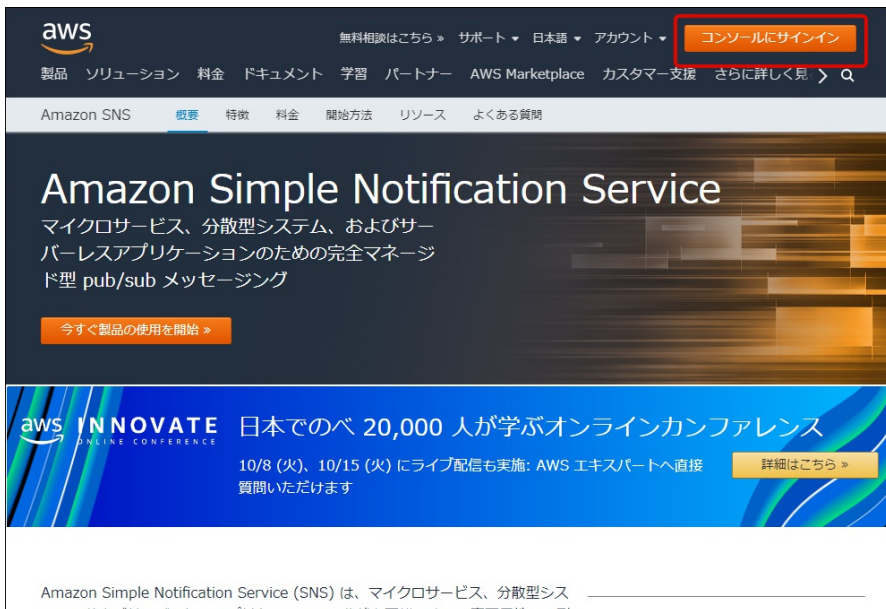 aws
無料相談はこちら » サポート ▾ 日本語 ▾ アカウント ▾ コンソールにサインイン
製品 ソリューション 料金 ドキュメント 学習 パートナー AWS Marketplace カスタマー支援 さらに詳しく見
Amazon SNS 概要 特徴 料金 開始方法 リソース よくある質問
Amazon Simple Notification Service
マイクロサービス、分散型システム、およびサー
バーレスアプリケーションのための完全マネージ
ド型 pub/sub メッセージング
今すぐ製品の使用を開始 »
aws INNOVATE
ONLINE CONFERENCE
日本でのべ 20,000 人が学ぶオンラインカンファレンス
10/8 (火)、10/15 (火) にライブ配信も実施: AWS エキスパートへ直接
質問いただけます
詳細はこちら »
Amazon Simple Notification Service (SNS) は、マイクロサービス、分散型シス